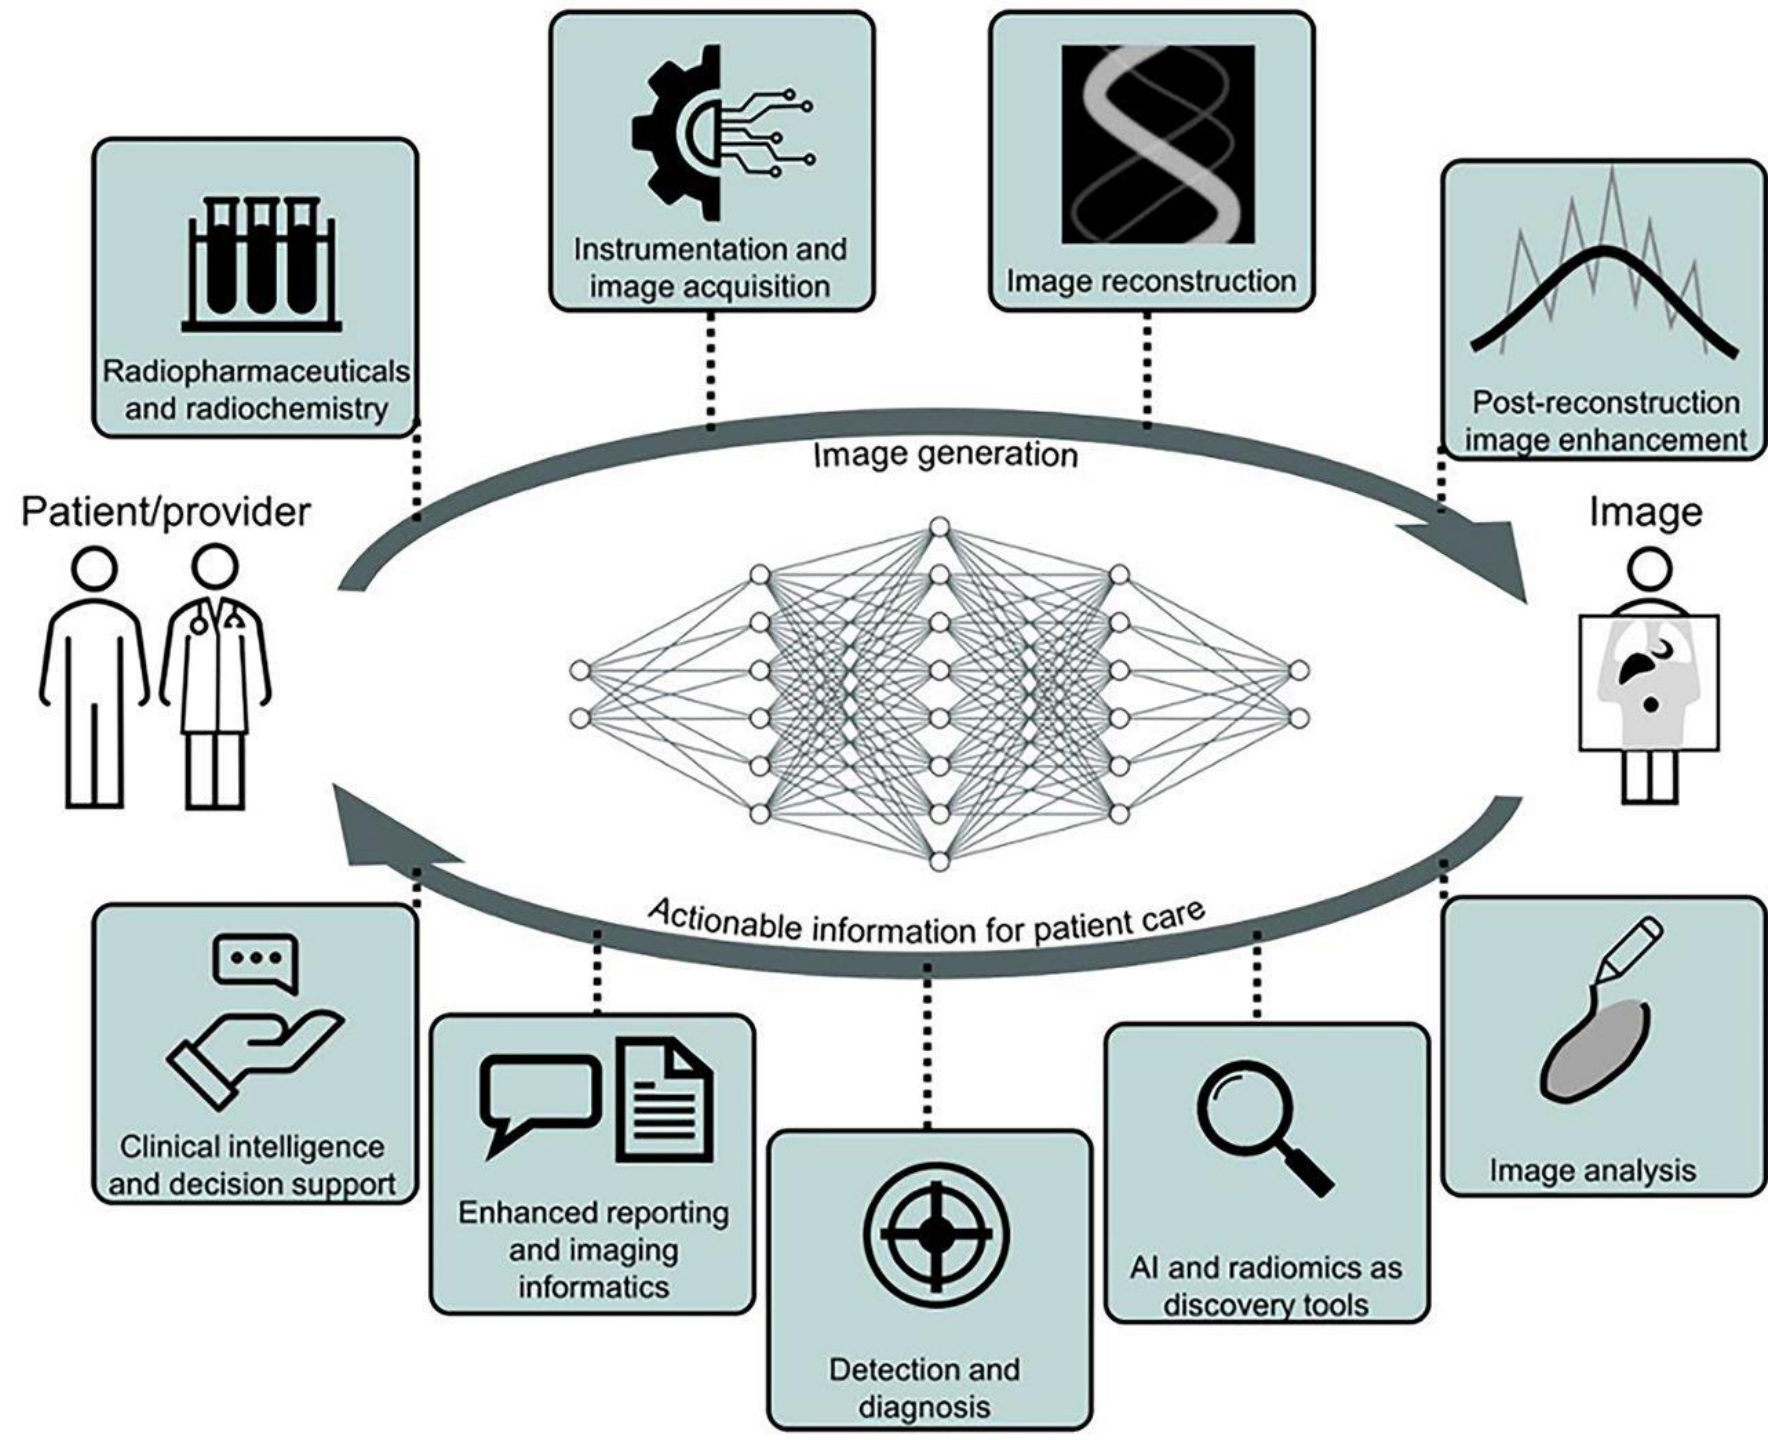 Instrumentation and
image acquisition
Image reconstruction
Radiopharmaceuticals
and radiochemistry
Post-reconstruction
image enhancement
Image generation
Patient/provider
Image
Actionable information for patient care
Clinical intelligence
and decision support
Enhanced reporting
and imaging
informatics
Detection and
diagnosis
AI and radiomics as
discovery tools
Image analysis